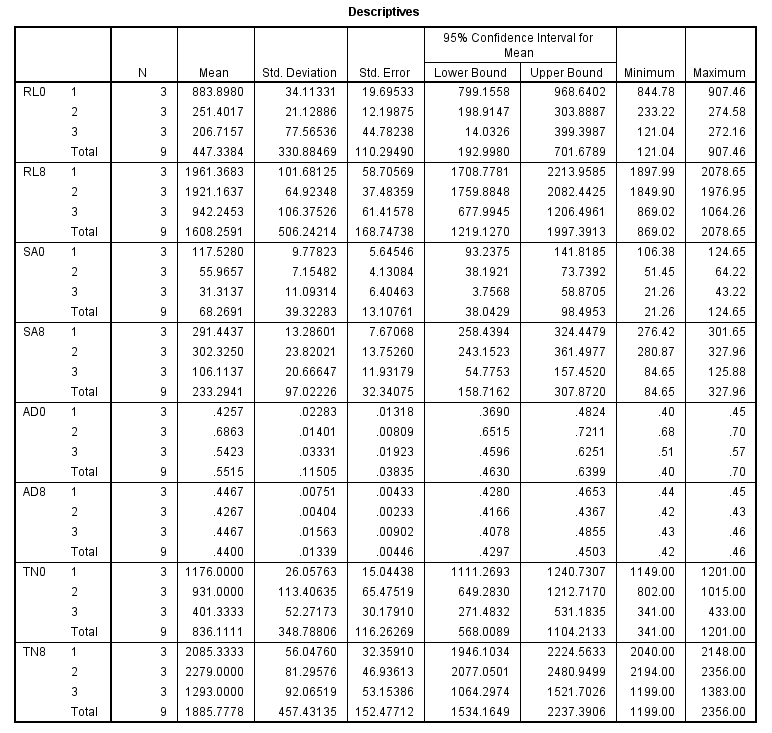 Descriptives
95% Confidence Interval for
Mean
N Mean Std. Deviation Std. Error Lower Bound Upper Bound Minimum Maximum
RL0 1 3 883.8980 34.11331 19.69533 799.1558 968.6402 844.78 907.46
2 3 251.4017 21.12886 12.19875 198.9147 303.8887 233.22 274.58
3 3 206.7157 77.56536 44.78238 14.0326 399.3987 121.04 272.16
Total 9 447.3384 330.88469 110.29490 192.9980 701.6789 121.04 907.46
RL8 1 3 1961.3683 101.68125 58.70569 1708.7781 2213.9585 1897.99 2078.65
2 3 1921.1637 64.92348 37.48359 1759.8848 2082.4425 1849.90 1976.95
3 3 942.2453 106.37526 61.41578 677.9945 1206.4961 869.02 1064.26
Total 9 1608.2591 506.24214 168.74738 1219.1270 1997.3913 869.02 2078.65
SA0 1 3 117.5280 9.77823 5.64546 93.2375 141.8185 106.38 124.65
2 3 55.9657 7.15482 4.13084 38.1921 73.7392 51.45 64.22
3 3 31.3137 11.09314 6.40463 3.7568 58.8705 21.26 43.22
Total 9 68.2691 39.32283 13.10761 38.0429 98.4953 21.26 124.65
SA8 1 3 291.4437 13.28601 7.67068 258.4394 324.4479 276.42 301.65
2 3 302.3250 23.82021 13.75260 243.1523 361.4977 280.87 327.96
3 3 106.1137 20.66647 11.93179 54.7753 157.4520 84.65 125.88
Total 9 233.2941 97.02226 32.34075 158.7162 307.8720 84.65 327.96
AD0 1 3 .4257 .02283 .01318 .3690 .4824 .40 .45
2 3 .6863 .01401 .00809 .6515 .7211 .68 .70
3 3 .5423 .03331 .01923 .4596 .6251 .51 .57
Total 9 .5515 .11505 .03835 .4630 .6399 .40 .70
AD8 1 3 .4467 .00751 .00433 .4280 .4653 .44 .45
2 3 .4267 .00404 .00233 .4166 .4367 .42 .43
3 3 .4467 .01563 .00902 .4078 .4855 .43 .46
Total 9 .4400 .01339 .00446 .4297 .4503 .42 .46
TN0 1 3 1176.0000 26.05763 15.04438 1111.2693 1240.7307 1149.00 1201.00
2 3 931.0000 113.40635 65.47519 649.2830 1212.7170 802.00 1015.00
3 3 401.3333 52.27173 30.17910 271.4832 531.1835 341.00 433.00
Total 9 836.1111 348.78806 116.26269 568.0089 1104.2133 341.00 1201.00
TN8 1 3 2085.3333 56.04760 32.35910 1946.1034 2224.5633 2040.00 2148.00
2 3 2279.0000 81.29576 46.93613 2077.0501 2480.9499 2194.00 2356.00
3 3 1293.0000 92.06519 53.15386 1064.2974 1521.7026 1199.00 1383.00
Total 9 1885.7778 457.43135 152.47712 1534.1649 2237.3906 1199.00 2356.00